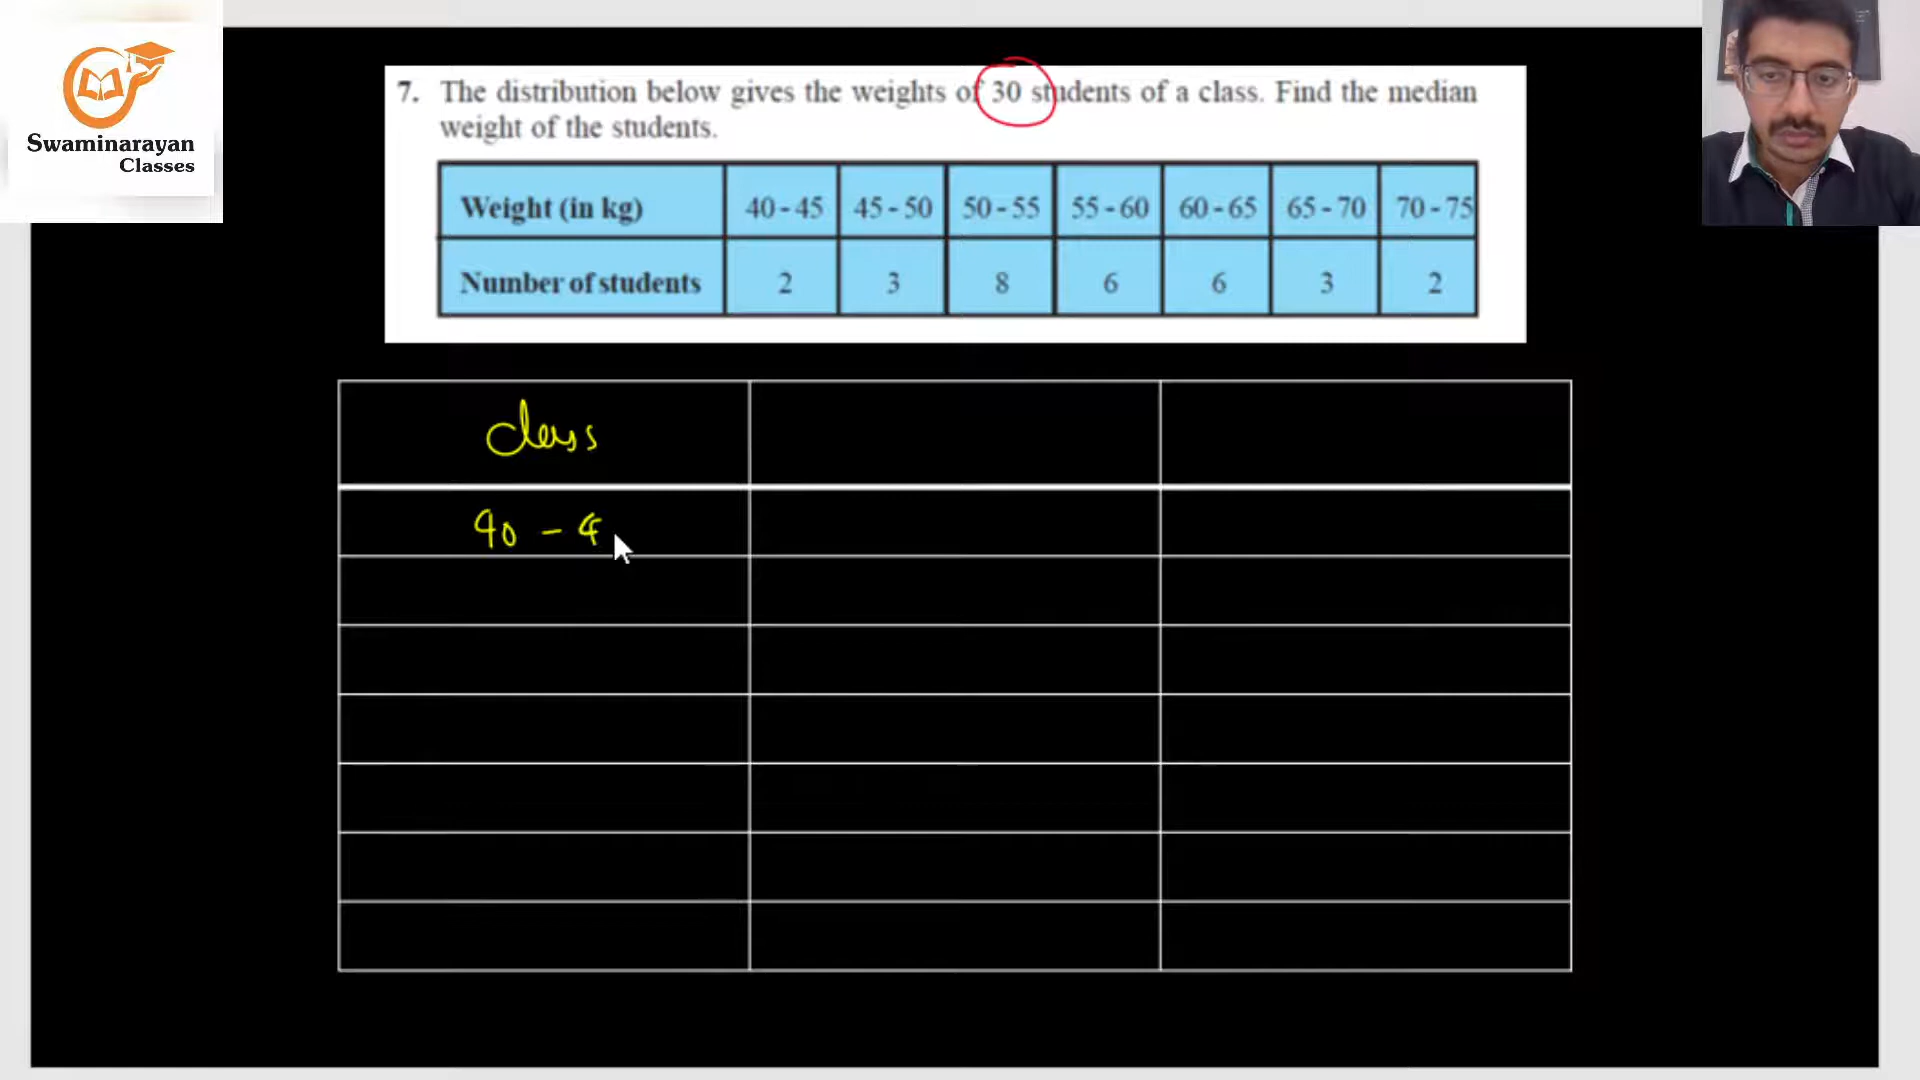 Swaminarayan
Classes
7. The distribution below gives the weights of 30 students of a class. Find the median
weight of the students.
Weight (in kg) 40 - 45 45 - 50 50 - 55 55 - 60 60 - 65 65 - 70 70 - 75
Number of students 2 3 8 6 6 3 2
class
40 - 4